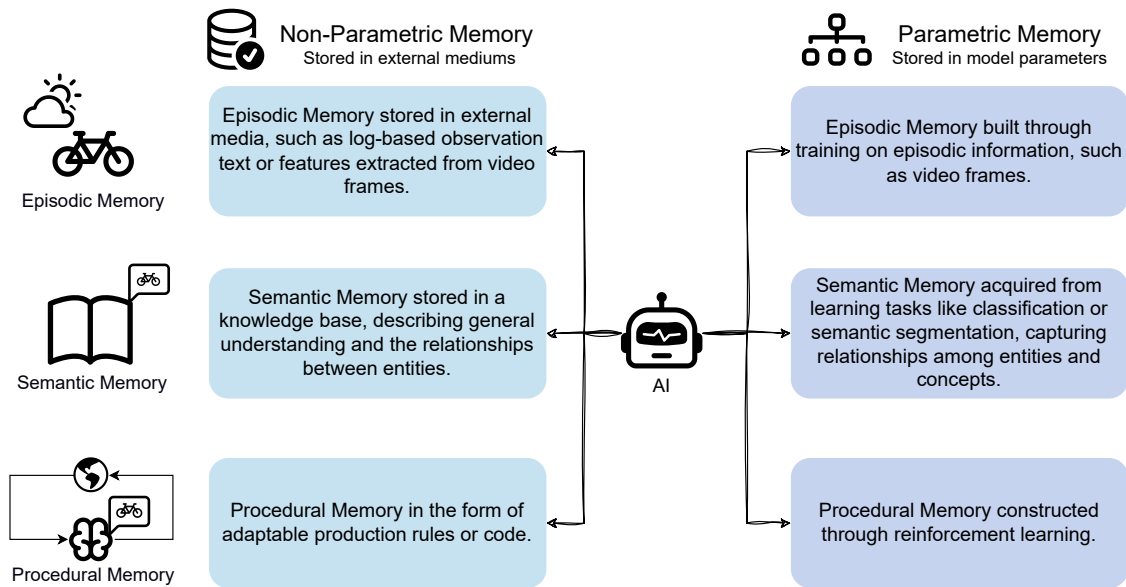 Non-Parametric Memory
Stored in external mediums
Parametric Memory
Stored in model parameters
Episodic Memory
Episodic Memory stored in external
media, such as log-based observation
text or features extracted from video
frames.
Episodic Memory built through
training on episodic information, such
as video frames.
Semantic Memory
Semantic Memory stored in a
knowledge base, describing general
understanding and the relationships
between entities.
AI
Semantic Memory acquired from
learning tasks like classification or
semantic segmentation, capturing
relationships among entities and
concepts.
Procedural Memory
Procedural Memory in the form of
adaptable production rules or code.
Procedural Memory constructed
through reinforcement learning.